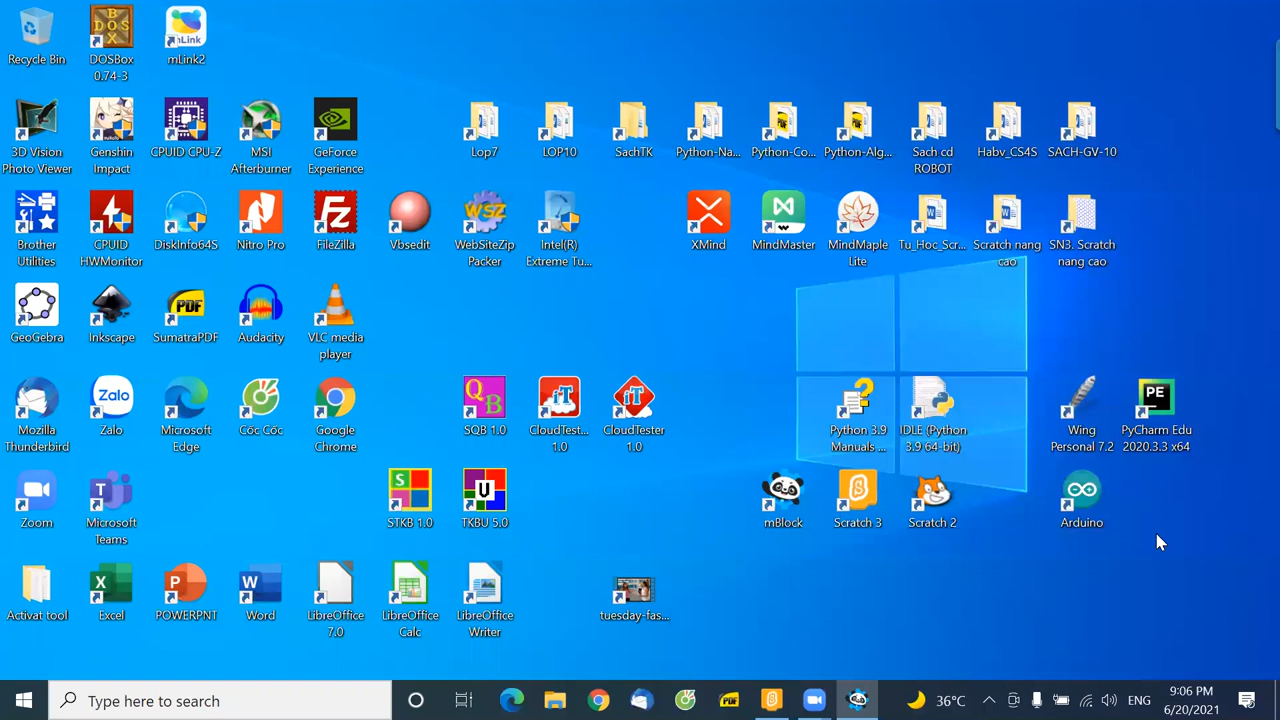 Recycle Bin
DOSBox
0.74-3
mLink2
3D Vision
Photo Viewer
Genshin
Impact
CPUID CPU-Z
MSI
Afterburner
GeForce
Experience
Lop7
LOP10
SachTK
Python-Na...
Python-Co...
Python-Alg...
Sach cd
ROBOT
Habv_CS4S
SACH-GV-10
Brother
Utilities
CPUID
HWMonitor
DiskInfo64S
Nitro Pro
FileZilla
Vbsedit
WebSiteZip
Packer
Intel(R)
Extreme Tu...
XMind
MindMaster
MindMaple
Lite
Tu_Hoc_Scr...
Scratch nang
cao
SN3. Scratch
nang cao
GeoGebra
Inkscape
SumatraPDF
Audacity
VLC media
player
Mozilla
Thunderbird
Zalo
Microsoft
Edge
Cốc Cốc
Google
Chrome
SQB 1.0
CloudTest...
1.0
CloudTester
1.0
Python 3.9
Manuals ...
IDLE (Python
3.9 64-bit)
Wing
Personal 7.2
PyCharm Edu
2020.3.3 x64
Zoom
Microsoft
Teams
STKB 1.0
TKBU 5.0
mBlock
Scratch 3
Scratch 2
Arduino
Activat tool
Excel
POWERPNT
Word
LibreOffice
7.0
LibreOffice
Calc
LibreOffice
Writer
tuesday-fas...
Type here to search
36°C
ENG
9:06 PM
6/20/2021